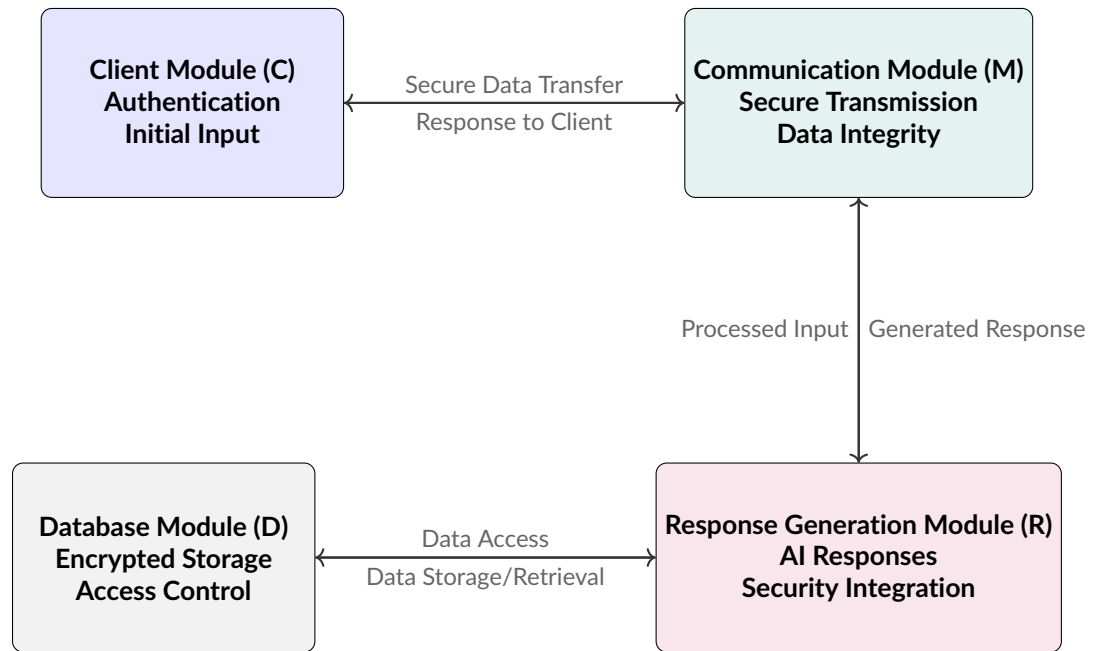 Client Module (C)
Authentication
Initial Input
Secure Data Transfer
Response to Client
Communication Module (M)
Secure Transmission
Data Integrity
Processed Input
Generated Response
Database Module (D)
Encrypted Storage
Access Control
Data Access
Data Storage/Retrieval
Response Generation Module (R)
AI Responses
Security Integration